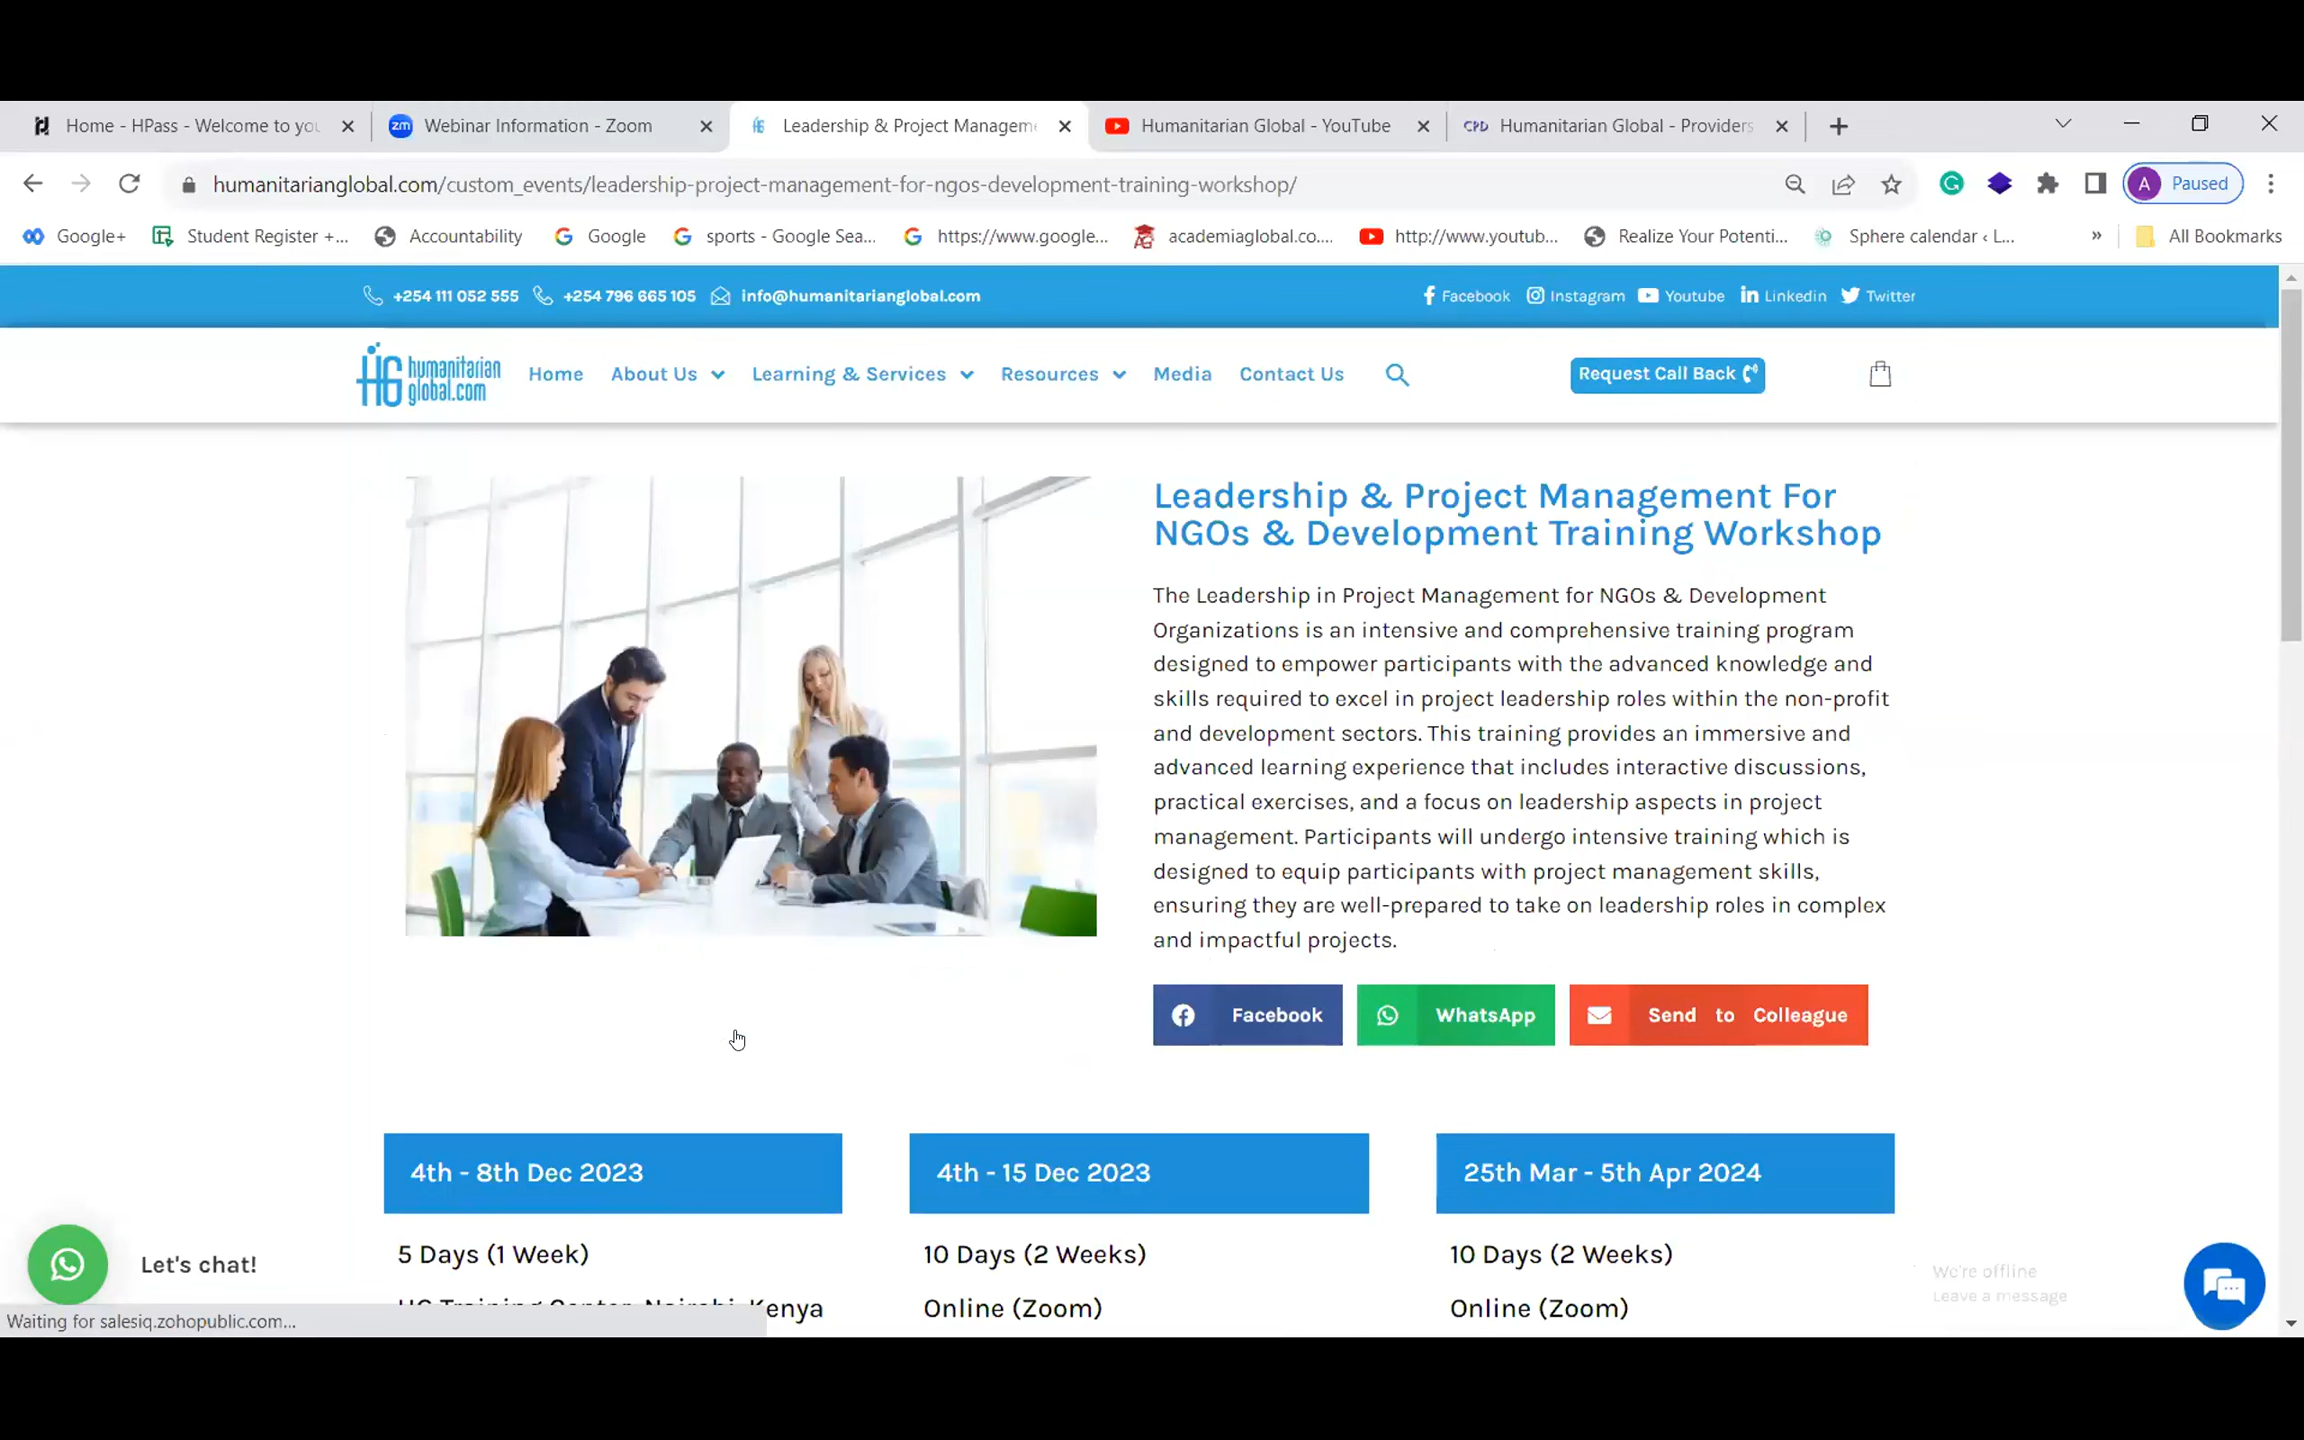 Home - HPass - Welcome to you
Webinar Information - Zoom
Leadership & Project Managem
Humanitarian Global - YouTube
CPD Humanitarian Global - Providers
humanitarianglobal.com/custom_events/leadership-project-management-for-ngos-development-training-workshop/
A Paused
Google+
Student Register +...
Accountability
Google
sports - Google Sea...
https://www.google...
academiaglobal.co....
http://www.youtub...
Realize Your Potenti...
Sphere calendar ‹ L...
»
All Bookmarks
+254 111 052 555
+254 796 665 105
info@humanitarianglobal.com
Facebook
Instagram
Youtube
Linkedin
Twitter
HG humanitarian
global.com
Home
About Us
Learning & Services
Resources
Media
Contact Us
Request Call Back
Leadership & Project Management For
NGOs & Development Training Workshop
The Leadership in Project Management for NGOs & Development
Organizations is an intensive and comprehensive training program
designed to empower participants with the advanced knowledge and
skills required to excel in project leadership roles within the non-profit
and development sectors. This training provides an immersive and
advanced learning experience that includes interactive discussions,
practical exercises, and a focus on leadership aspects in project
management. Participants will undergo intensive training which is
designed to equip participants with project management skills,
ensuring they are well-prepared to take on leadership roles in complex
and impactful projects.
Facebook
WhatsApp
Send to Colleague
4th - 8th Dec 2023
4th - 15 Dec 2023
25th Mar - 5th Apr 2024
5 Days (1 Week)
10 Days (2 Weeks)
10 Days (2 Weeks)
HG Training Center, Nairobi, Kenya
Online (Zoom)
Online (Zoom)
Let's chat!
We're offline
Leave a message
Waiting for salesiq.zohopublic.com...